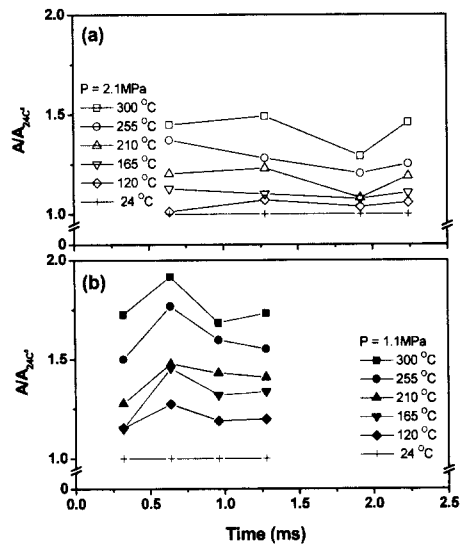 2.0
(a)
P = 2.1MPa
300 °C
255 °C
210 °C
165 °C
120 °C
24 °C
A/A24C°
1.5
1.0
0
2.0
(b)
P = 1.1MPa
300 °C
255 °C
210 °C
165 °C
120 °C
24 °C
A/A24C°
1.5
1.0
0
0.0 0.5 1.0 1.5 2.0 2.5
Time (ms)